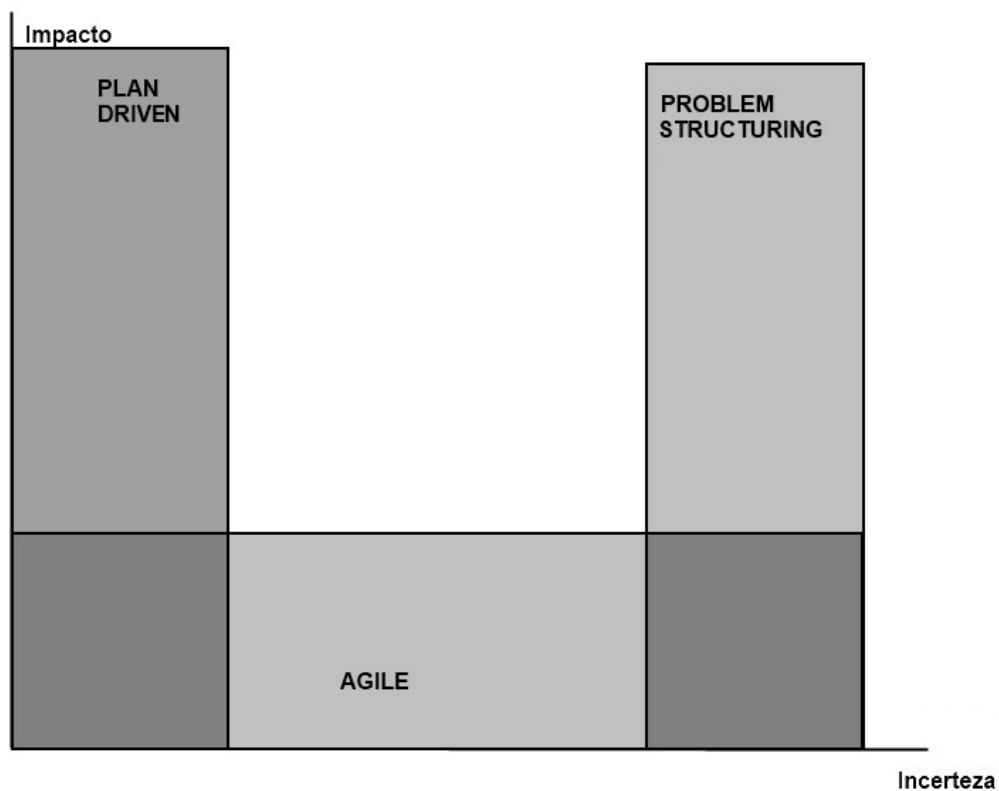 Impacto
PLAN
DRIVEN
PROBLEM
STRUCTURING
AGILE
Incerteza